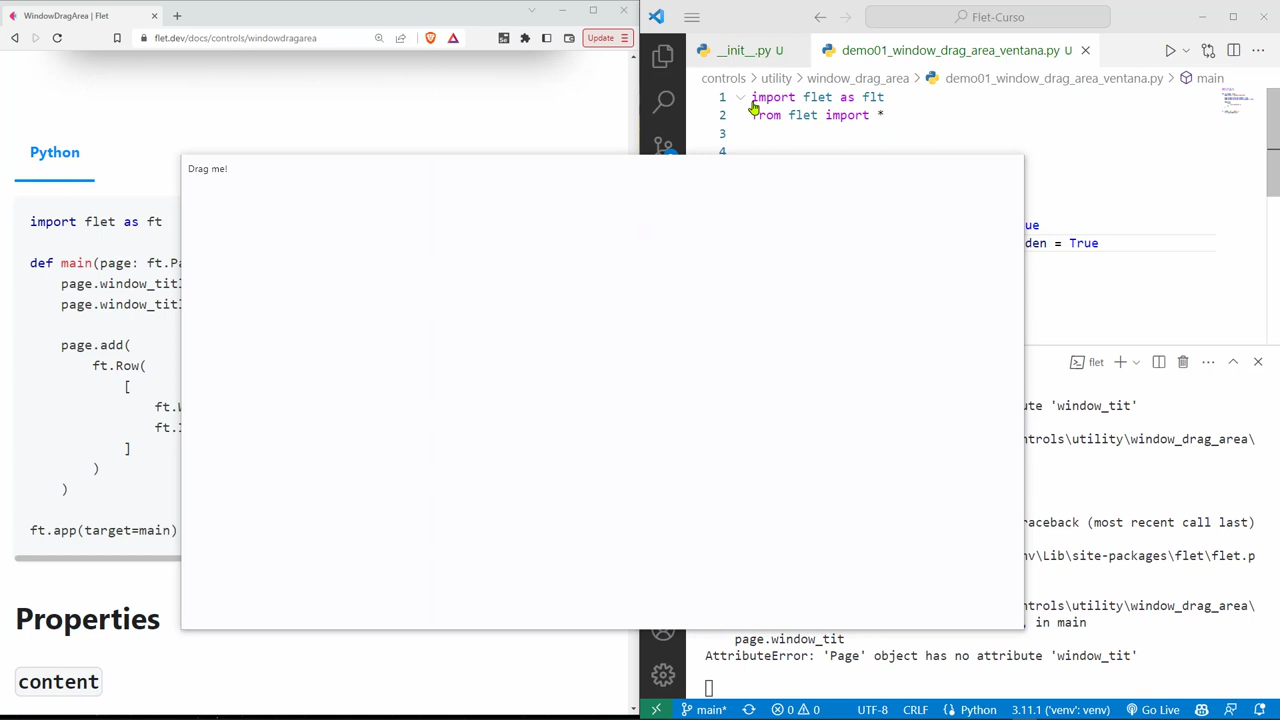 WindowDragArea | Flet
flet.dev/docs/controls/windowdragarea
Update
Python
import flet as ft
def main(page: ft.Pa
page.window_titl
page.window_titl
page.add(
ft.Row(
[
ft.W
ft.I
]
)
)
ft.app(target=main)
Properties
content
Drag me!
Flet-Curso
__init__.py U
demo01_window_drag_area_ventana.py U
controls
utility
window_drag_area
demo01_window_drag_area_ventana.py
main
1 import flet as flt
2 from flet import *
3
4
ue
den = True
flet
ute 'window_tit'
ntrols\utility\window_drag_area\
raceback (most recent call last)
nv\Lib\site-packages\flet\flet.p
ntrols\utility\window_drag_area\
, in main
page.window_tit
AttributeError: 'Page' object has no attribute 'window_tit'
main*
0
0
UTF-8
CRLF
Python
3.11.1 ('venv': venv)
Go Live